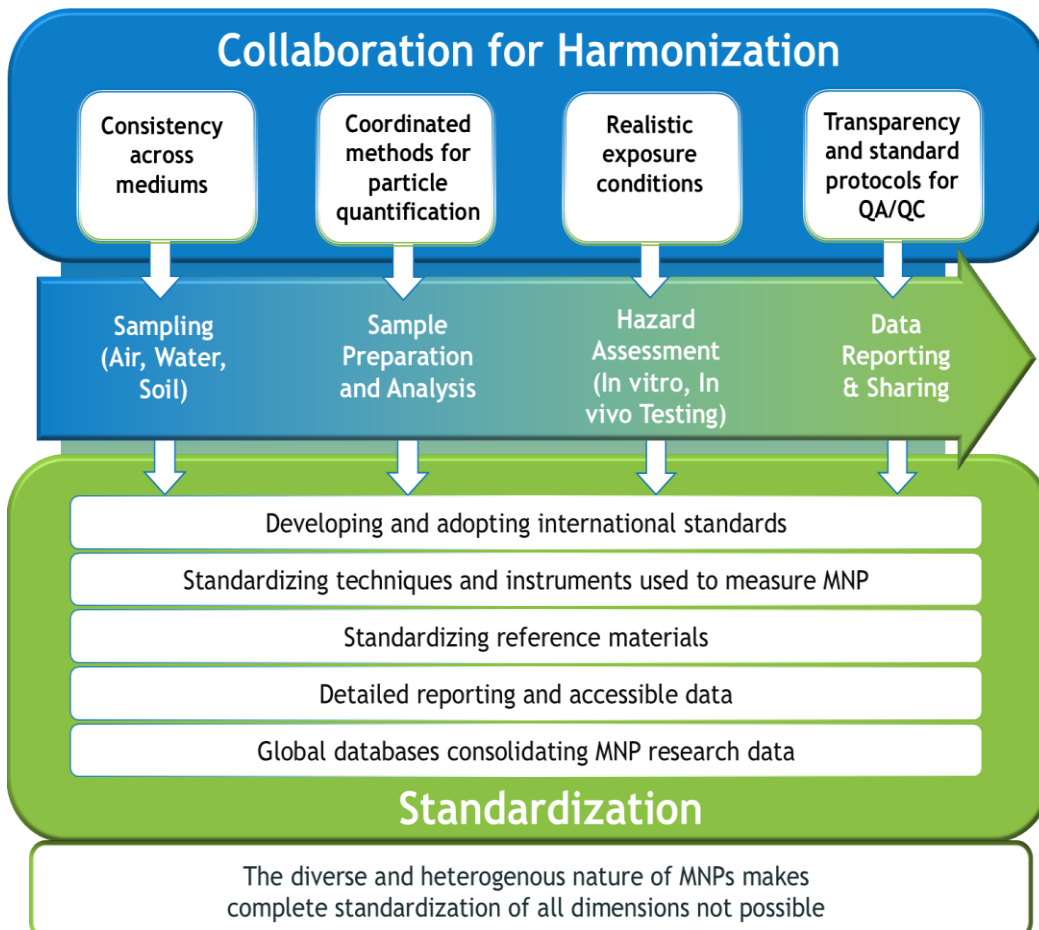 Collaboration for Harmonization
Consistency
across
mediums
Coordinated
methods for
particle
quantification
Realistic
exposure
conditions
Transparency
and standard
protocols for
QA/QC
Sampling
(Air, Water,
Soil)
Sample
Preparation
and Analysis
Hazard
Assessment
(In vitro, In
vivo Testing)
Data
Reporting
& Sharing
Developing and adopting international standards
Standardizing techniques and instruments used to measure MNP
Standardizing reference materials
Detailed reporting and accessible data
Global databases consolidating MNP research data
Standardization
The diverse and heterogenous nature of MNPs makes
complete standardization of all dimensions not possible